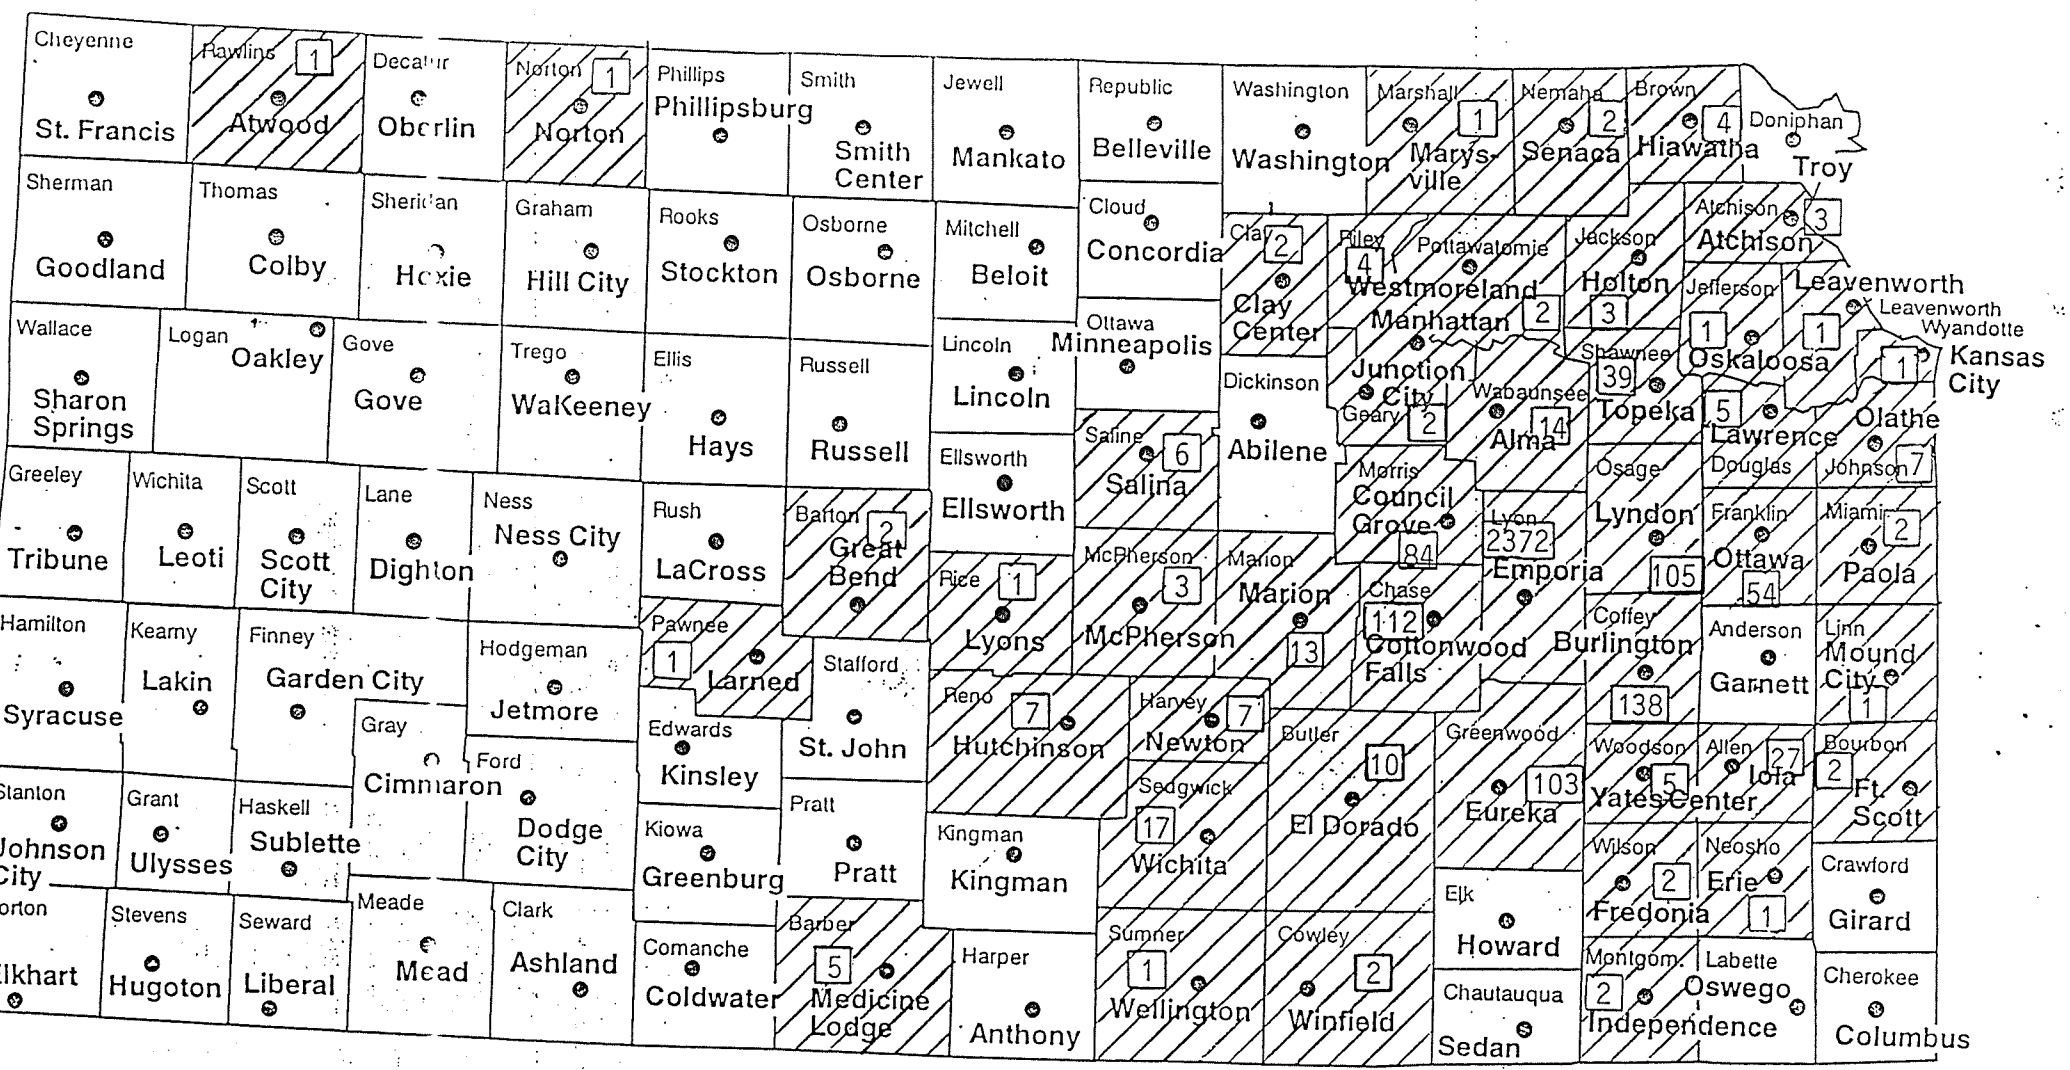 Cheyenne
St. Francis
Rawlins
1
Atwood
Oberlin
Norton
1
Norton
Phillips
Phillipsburg
Smith
Smith
Center
Jewell
Mankato
Republic
Belleville
Washington
Washington
Marshall
1
Marys-
ville
Nemaha
2
Senaca
Brown
4
Hiawatha
Doniphan
Troy
Sherman
Goodland
Thomas
Colby
Sheridan
Hoxie
Graham
Hill City
Rooks
Stockton
Osborne
Osborne
Mitchell
Beloit
Cloud
Concordia
Clay
2
Clay
Center
Riley
4
Manhattan
Pottawatomie
Westmoreland
2
Jackson
Holton
3
Atchison
3
Atchison
Jefferson
1
Oskaloosa
Leavenworth
Leavenworth
1
Wyandotte
1
Kansas
City
Wallace
Sharon
Springs
Logan
Oakley
Gove
Gove
Trego
WaKeeney
Ellis
Hays
Russell
Russell
Lincoln
Lincoln
Ottawa
Minneapolis
Dickinson
Abilene
Junction
City
Geary
2
Wabaunsee
14
Alma
Shawnee
39
Topeka
5
Lawrence
Douglas
Olathe
Johnson
7
Saline
6
Salina
Ellsworth
Ellsworth
Morris
Council
Grove
84
Lyon
2372
Emporia
Osage
Lyndon
105
Franklin
Ottawa
54
Miami
2
Paola
Greeley
Tribune
Wichita
Leoti
Scott
Scott
City
Lane
Dighton
Ness
Ness City
Rush
LaCross
Barton
2
Great
Bend
Rice
1
Lyons
McPherson
3
McPherson
Marion
Marion
13
Chase
112
Cottonwood
Falls
Coffey
Burlington
138
Anderson
Garnett
Linn
Mound
City
1
Hamilton
Syracuse
Kearny
Lakin
Finney
Garden City
Hodgeman
Jetmore
Pawnee
1
Larned
Stafford
St. John
Edwards
Kinsley
Reno
7
Hutchinson
Harvey
7
Newton
Butler
10
El Dorado
Greenwood
103
Eureka
Woodson
5
Yates Center
Allen
27
Iola
Bourbon
2
Ft.
Scott
Gray
Cimmaron
Ford
Dodge
City
Stanton
Johnson
City
Grant
Ulysses
Haskell
Sublette
Kiowa
Greenburg
Pratt
Pratt
Kingman
Kingman
Sedgwick
17
Wichita
Wilson
2
Fredonia
Neosho
Erie
1
Crawford
Girard
orton
lkhart
Stevens
Hugoton
Seward
Liberal
Meade
Mead
Clark
Ashland
Comanche
Coldwater
Barber
5
Medicine
Lodge
Harper
Anthony
Sumner
1
Wellington
Cowley
2
Winfield
Elk
Howard
Chautauqua
Sedan
Montgom.
2
Independence
Labette
Oswego
Cherokee
Columbus